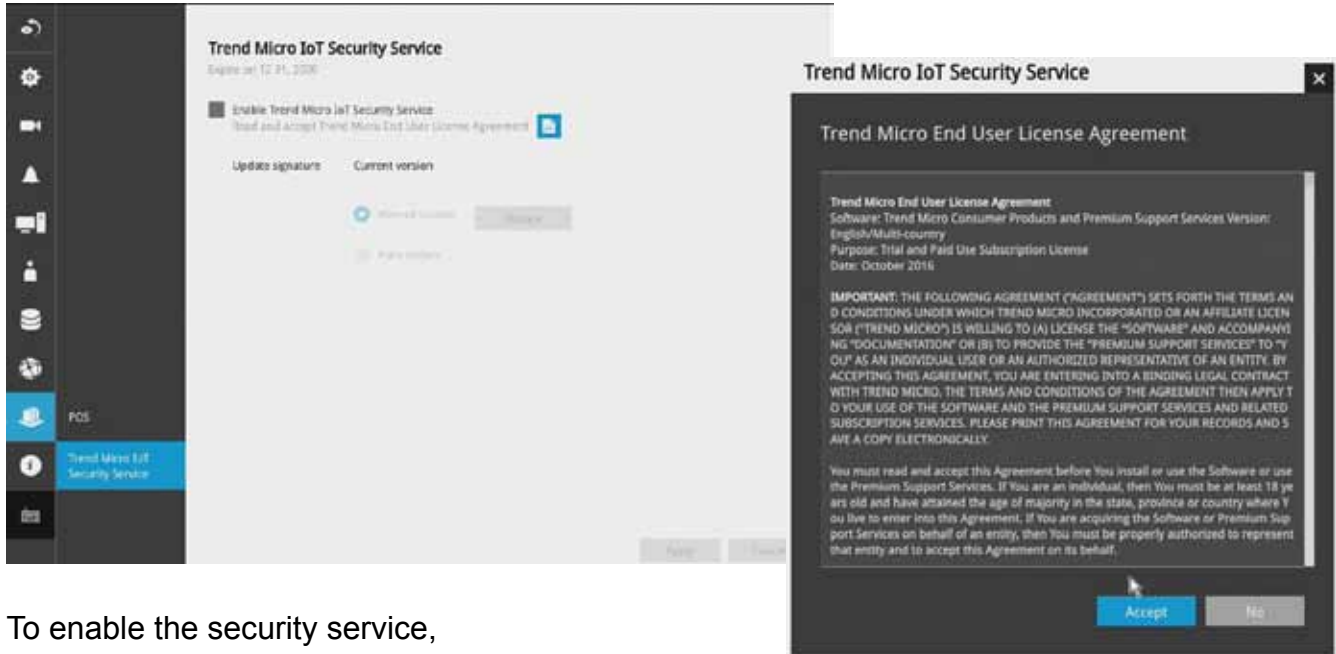 Trend Micro IoT Security Service
Enable Trend Micro IoT Security Service
Read and accept Trend Micro End User License Agreement
Update signature Current version
POS
Trend Micro IoT
Security Service
Trend Micro IoT Security Service
Trend Micro End User License Agreement
Trend Micro End User License Agreement
Software: Trend Micro Consumer Products and Premium Support Services Version:
English/Multi-country
Purpose: Trial and Paid Use Subscription License
Date: October 2016
IMPORTANT: THE FOLLOWING AGREEMENT ("AGREEMENT") SETS FORTH THE TERMS AN
D CONDITIONS UNDER WHICH TREND MICRO INCORPORATED OR AN AFFILIATE LICEN
SOR ("TREND MICRO") IS WILLING TO (A) LICENSE THE "SOFTWARE" AND ACCOMPANYI
NG "DOCUMENTATION" OR (B) TO PROVIDE THE "PREMIUM SUPPORT SERVICES" TO "Y
OU" AS AN INDIVIDUAL USER OR AN AUTHORIZED REPRESENTATIVE OF AN ENTITY. BY
ACCEPTING THIS AGREEMENT, YOU ARE ENTERING INTO A BINDING LEGAL CONTRACT
WITH TREND MICRO. THE TERMS AND CONDITIONS OF THE AGREEMENT THEN APPLY T
O YOUR USE OF THE SOFTWARE AND THE PREMIUM SUPPORT SERVICES AND RELATED
SUBSCRIPTION SERVICES. PLEASE PRINT THIS AGREEMENT FOR YOUR RECORDS AND S
AVE A COPY ELECTRONICALLY.
You must read and accept this Agreement before You install or use the Software or use
the Premium Support Services. If You are an individual, then You must be at least 18 ye
ars old and have attained the age of majority in the state, province or country where Y
ou live to enter into this Agreement. If You are acquiring the Software or Premium Sup
port Services on behalf of an entity, then You must be properly authorized to represent
that entity and to accept this Agreement on its behalf.
Accept No
To enable the security service,